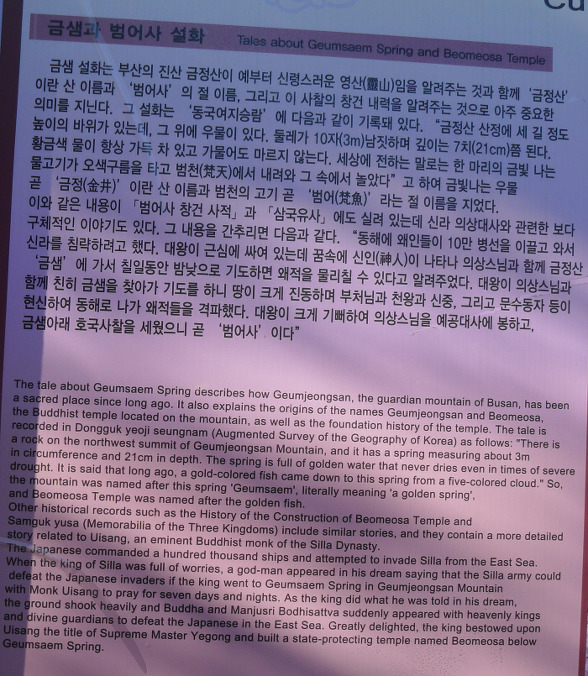 Cu
금샘과 범어사 설화 Tales about Geumsaem Spring and Beomeosa Temple
금샘 설화는 부산의 진산 금정산이 예부터 신령스러운 영산(靈山)임을 알려주는 것과 함께 '금정산'
이란 산 이름과 '범어사'의 절 이름, 그리고 이 사찰의 창건 내력을 알려주는 것으로 아주 중요한
의미를 지닌다. 그 설화는 '동국여지승람'에 다음과 같이 기록돼 있다. "금정산 산정에 세 길 정도
높이의 바위가 있는데, 그 위에 우물이 있다. 둘레가 10자(3m)남짓하며 깊이는 7치(21cm)쯤 된다.
황금색 물이 항상 가득 차 있고 가물어도 마르지 않는다. 세상에 전하는 말로는 한 마리의 금빛 나는
물고기가 오색구름을 타고 범천(梵天)에서 내려와 그 속에서 놀았다" 고 하여 금빛나는 우물
곧 '금정(金井)' 이란 산 이름과 범천의 고기 곧 '범어(梵魚)' 라는 절 이름을 지었다.
이와 같은 내용이 「범어사 창건 사적」과 「삼국유사」에도 실려 있는데 신라 의상대사와 관련한 보다
구체적인 이야기도 있다. 그 내용을 간추리면 다음과 같다. "동해에 왜인들이 10만 병선을 이끌고 와서
신라를 침략하려고 했다. 대왕이 근심에 싸여 있는데 꿈속에 신인(神人)이 나타나 의상스님과 함께 금정산
'금샘' 에 가서 칠일동안 밤낮으로 기도하면 왜적을 물리칠 수 있다고 알려주었다. 대왕이 의상스님과
함께 친히 금샘을 찾아가 기도를 하니 땅이 크게 진동하며 부처님과 천왕과 신중, 그리고 문수동자 등이
현신하여 동해로 나가 왜적들을 격파했다. 대왕이 크게 기뻐하여 의상스님을 예공대사에 봉하고,
금샘아래 호국사찰을 세웠으니 곧 '범어사' 이다"
The tale about Geumsaem Spring describes how Geumjeongsan, the guardian mountain of Busan, has been
a sacred place since long ago. It also explains the origins of the names Geumjeongsan and Beomeosa,
the Buddhist temple located on the mountain, as well as the foundation history of the temple. The tale is
recorded in Dongguk yeoji seungnam (Augmented Survey of the Geography of Korea) as follows: "There is
a rock on the northwest summit of Geumjeongsan Mountain, and it has a spring measuring about 3m
in circumference and 21cm in depth. The spring is full of golden water that never dries even in times of severe
drought. It is said that long ago, a gold-colored fish came down to this spring from a five-colored cloud." So,
the mountain was named after this spring 'Geumsaem', literally meaning 'a golden spring',
and Beomeosa Temple was named after the golden fish.
Other historical records such as the History of the Construction of Beomeosa Temple and
Samguk yusa (Memorabilia of the Three Kingdoms) include similar stories, and they contain a more detailed
story related to Uisang, an eminent Buddhist monk of the Silla Dynasty.
The Japanese commanded a hundred thousand ships and attempted to invade Silla from the East Sea.
When the king of Silla was full of worries, a god-man appeared in his dream saying that the Silla army could
defeat the Japanese invaders if the king went to Geumsaem Spring in Geumjeongsan Mountain
with Monk Uisang to pray for seven days and nights. As the king did what he was told in his dream,
the ground shook heavily and Buddha and Manjusri Bodhisattva suddenly appeared with heavenly kings
and divine guardians to defeat the Japanese in the East Sea. Greatly delighted, the king bestowed upon
Uisang the title of Supreme Master Yegong and built a state-protecting temple named Beomeosa below
Geumsaem Spring.